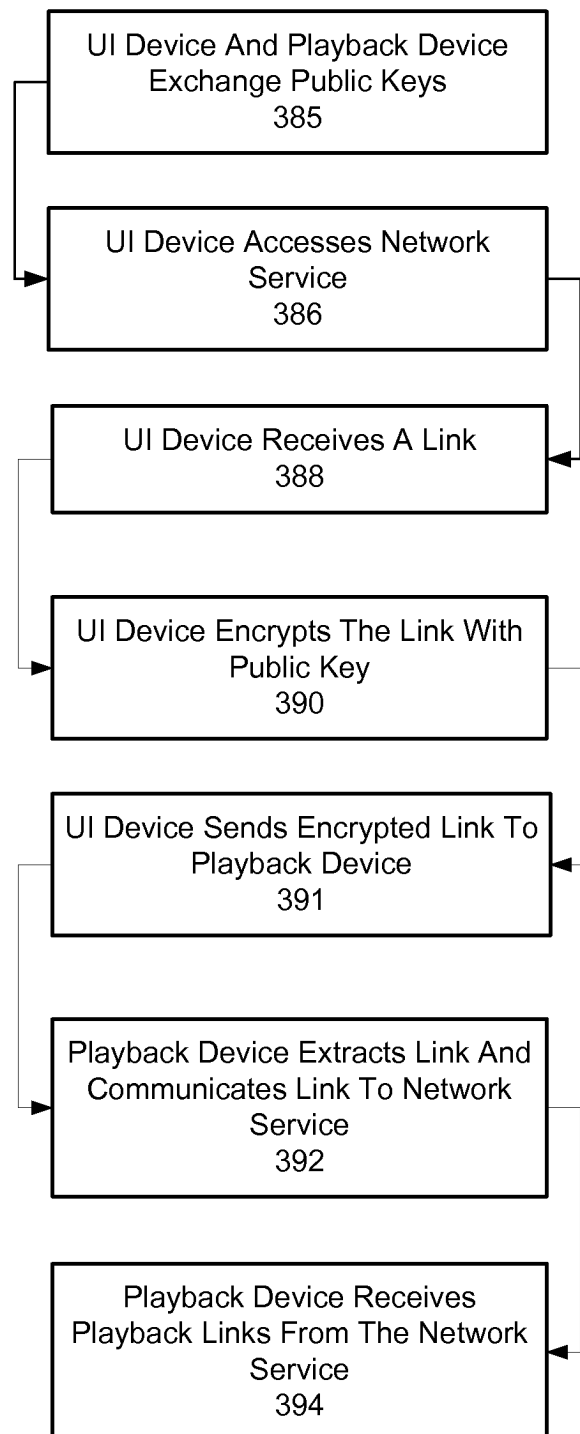 UI Device And Playback Device
Exchange Public Keys
385
UI Device Accesses Network
Service
386
UI Device Receives A Link
388
UI Device Encrypts The Link With
Public Key
390
UI Device Sends Encrypted Link To
Playback Device
391
Playback Device Extracts Link And
Communicates Link To Network
Service
392
Playback Device Receives
Playback Links From The Network
Service
394